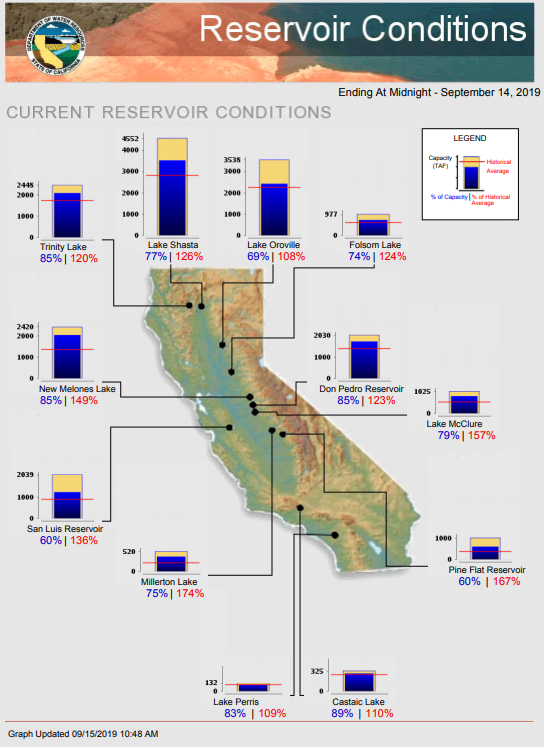 DEPARTMENT OF WATER RESOURCES
STATE OF CALIFORNIA
Reservoir Conditions
Ending At Midnight - September 14, 2019
CURRENT RESERVOIR CONDITIONS
LEGEND
Capacity
(TAF)
Historical
Average
% of Capacity | % of Historical
Average
2448
2000
1000
0
Trinity Lake
85% | 120%
4552
4000
3000
2000
1000
0
Lake Shasta
77% | 126%
3538
3000
2000
1000
0
Lake Oroville
69% | 108%
977
0
Folsom Lake
74% | 124%
2420
2000
1000
0
New Melones Lake
85% | 149%
2030
1000
0
Don Pedro Reservoir
85% | 123%
1025
0
Lake McClure
79% | 157%
2039
1000
0
San Luis Reservoir
60% | 136%
520
0
Millerton Lake
75% | 174%
1000
0
Pine Flat Reservoir
60% | 167%
132
0
Lake Perris
83% | 109%
325
0
Castaic Lake
89% | 110%
Graph Updated 09/15/2019 10:48 AM